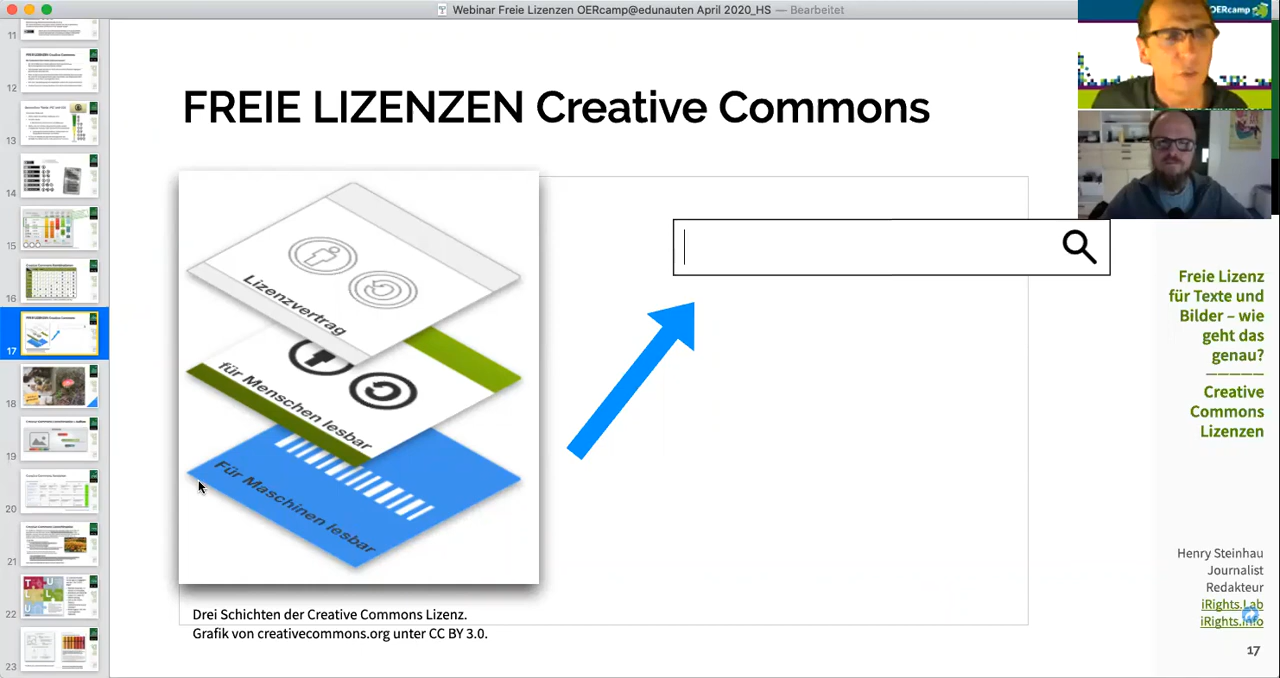 Webinar Freie Lizenzen OERcamp@edunauten April 2020_HS — Bearbeitet
OERcamp
FREIE LIZENZEN Creative Commons
Lizenzvertrag
für Menschen lesbar
Für Maschinen lesbar
Drei Schichten der Creative Commons Lizenz.
Grafik von creativecommons.org unter CC BY 3.0.
Freie Lizenz
für Texte und
Bilder – wie
geht das
genau?
Creative
Commons
Lizenzen
Henry Steinhau
Journalist
Redakteur
iRights.Lab
iRights.info
17
11
12
13
14
15
16
17
18
19
20
21
22
23